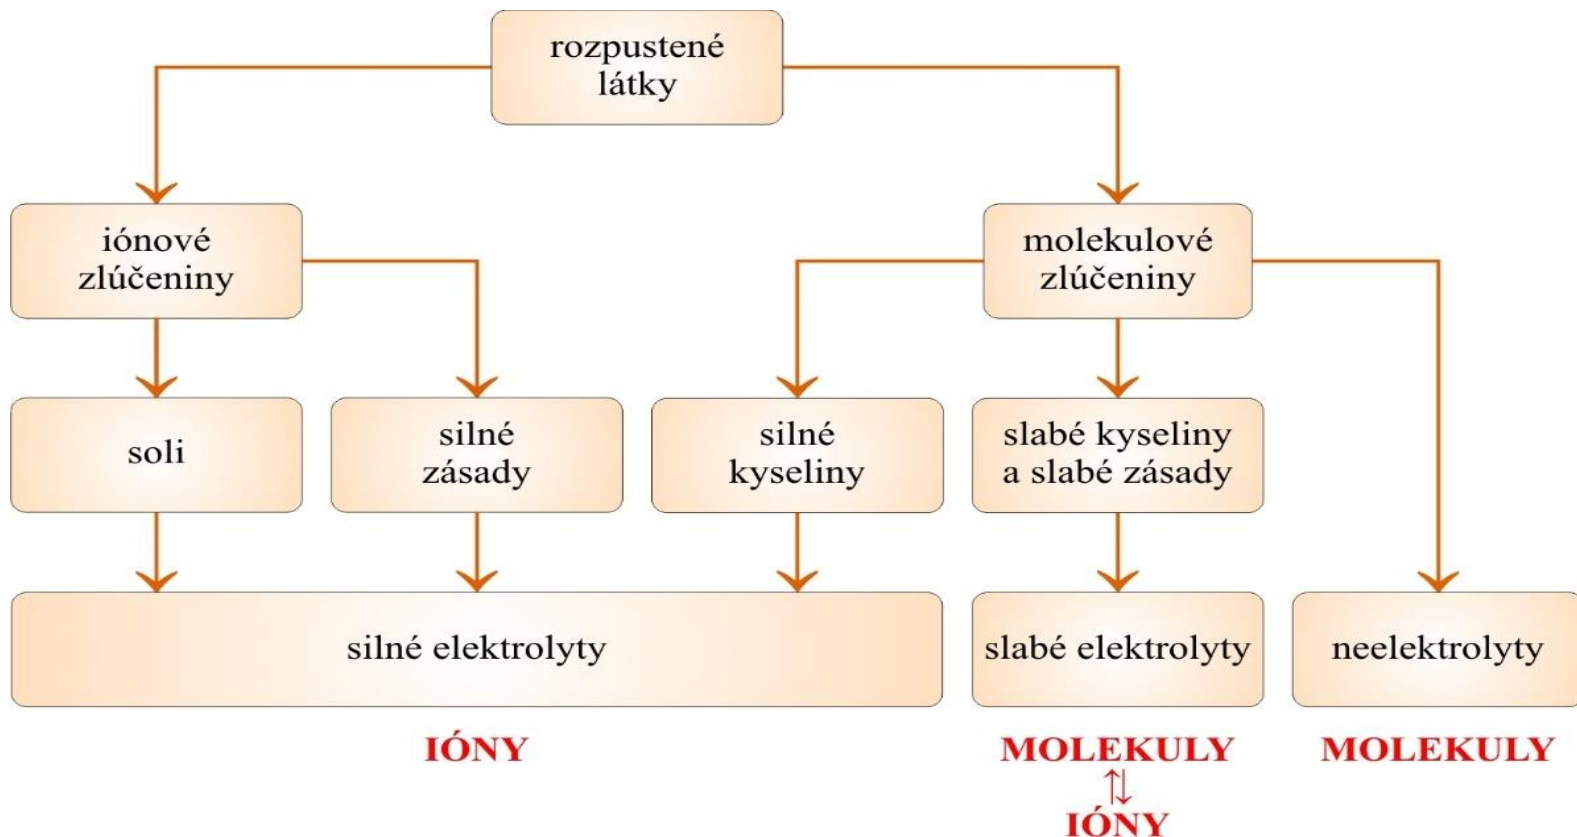 rozpustené
látky
iónové
zlúčeniny
molekulové
zlúčeniny
soli
silné
zásady
silné
kyseliny
slabé kyseliny
a slabé zásady
silné elektrolyty
slabé elektrolyty
neelektrolyty
IÓNY
MOLEKULY
MOLEKULY
⇅
IÓNY